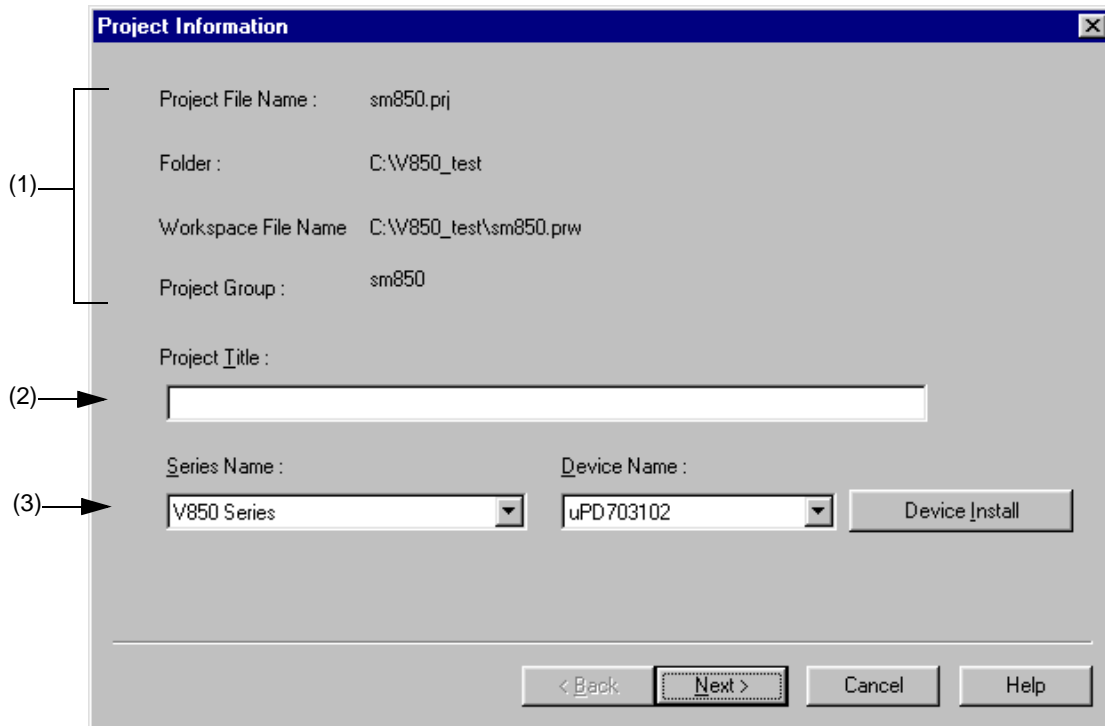 Project Information
Project File Name : sm850.prj
Folder : C:\V850_test
(1)
Workspace File Name C:\V850_test\sm850.prw
Project Group : sm850
Project Title :
(2)
Series Name : Device Name :
(3) V850 Series uPD703102 Device Install
< Back Next > Cancel Help